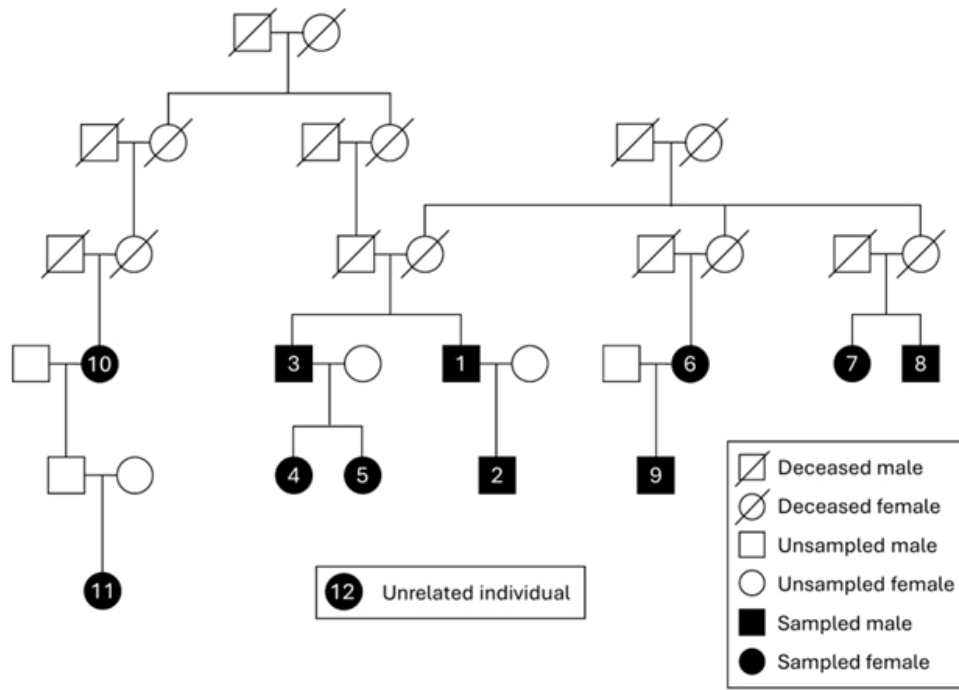 10
3
1
6
7
8
4
5
2
9
11
12 Unrelated individual
Deceased male
Deceased female
Unsampled male
Unsampled female
Sampled male
Sampled female